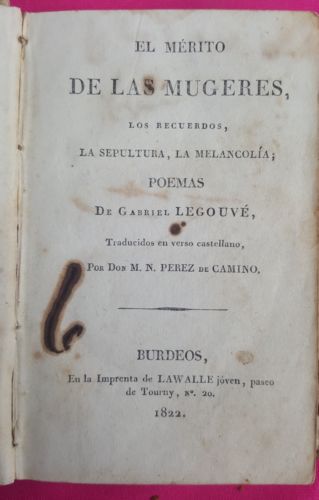 EL MÉRITO
DE LAS MUGERES,
LOS RECUERDOS,
LA SEPULTURA, LA MELANCOLÍA;
POEMAS
DE GABRIEL LEGOUVÉ,
Traducidos en verso castellano,
POR DON M. N. PEREZ DE CAMINO.
BURDEOS,
En la Imprenta de LAWALLE jóven, paseo
de Tourny, Nº. 20.
1822.